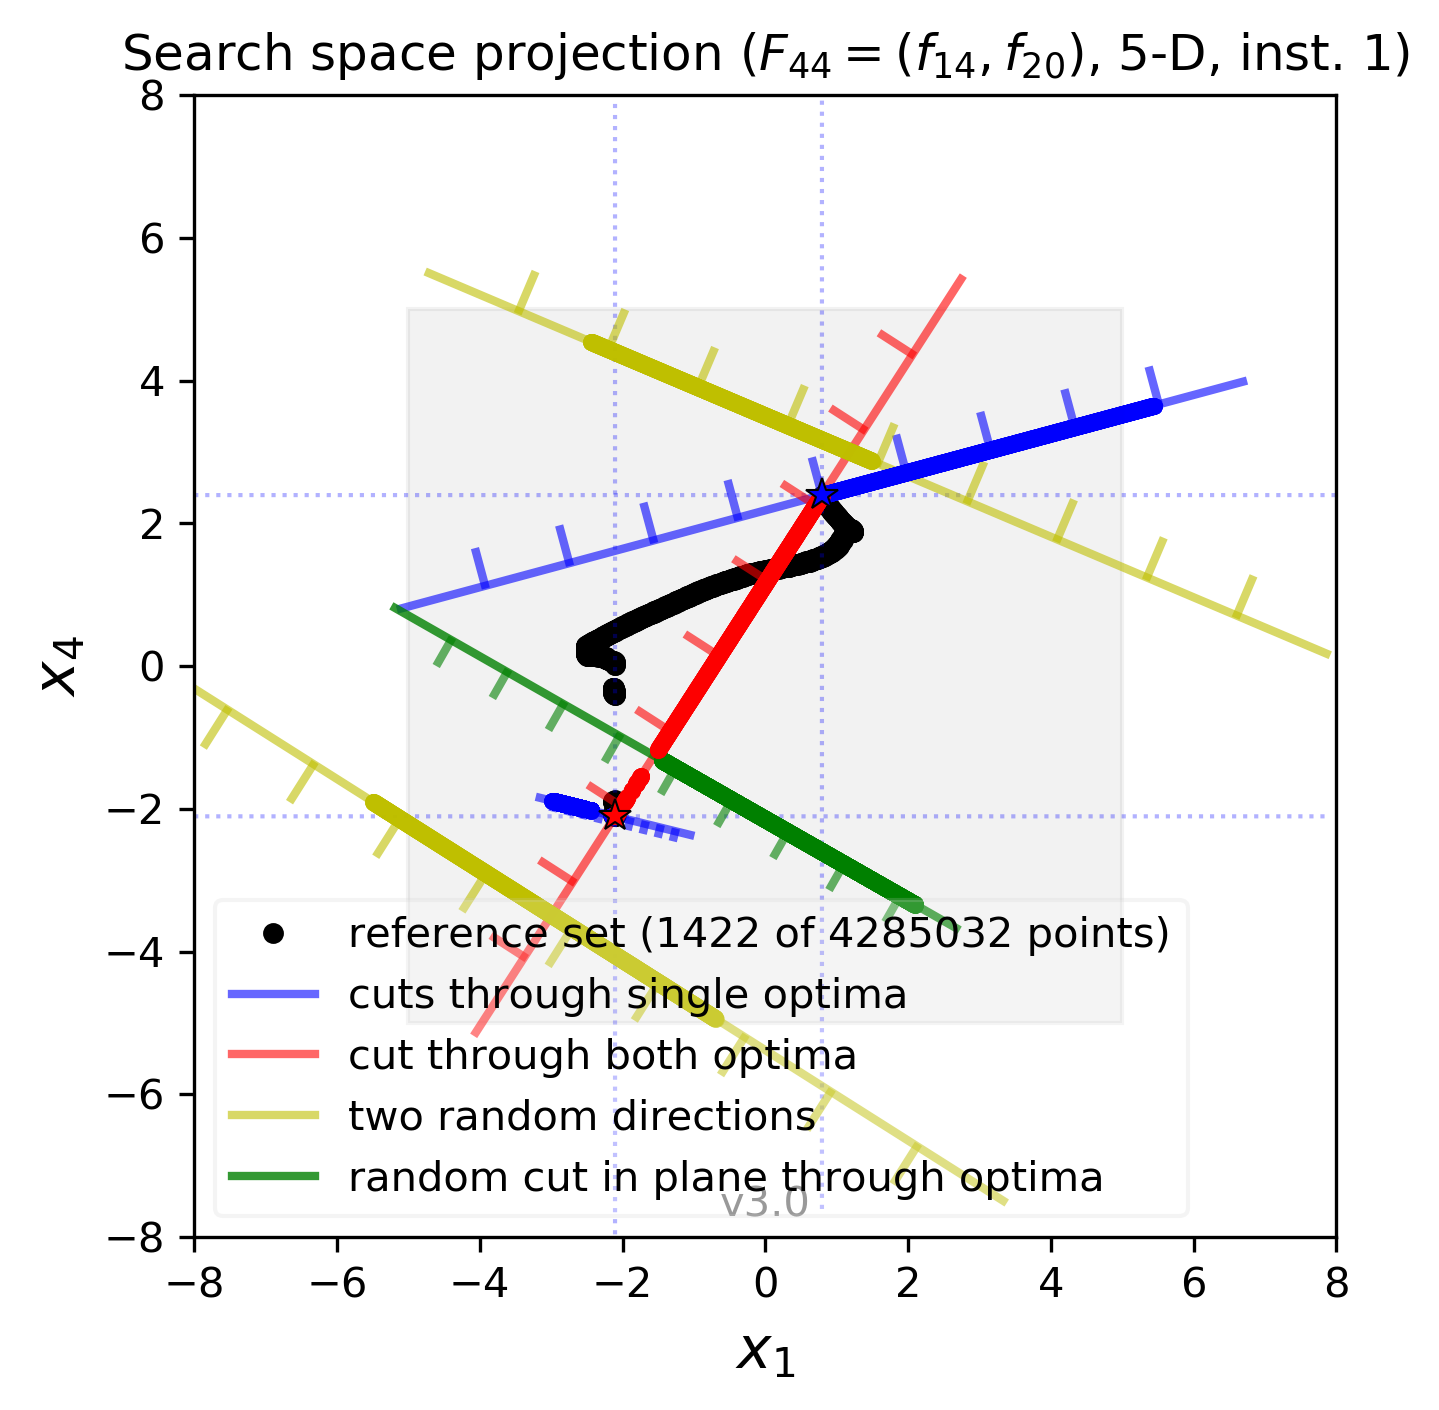 Search space projection (F₄₄ = (f₁₄, f₂₀), 5-D, inst. 1)
8
6
4
2
0
−2
−4
−6
−8
x₄
reference set (1422 of 4285032 points)
cuts through single optima
cut through both optima
two random directions
random cut in plane through optima
v3.0
−8 −6 −4 −2 0 2 4 6 8
x₁